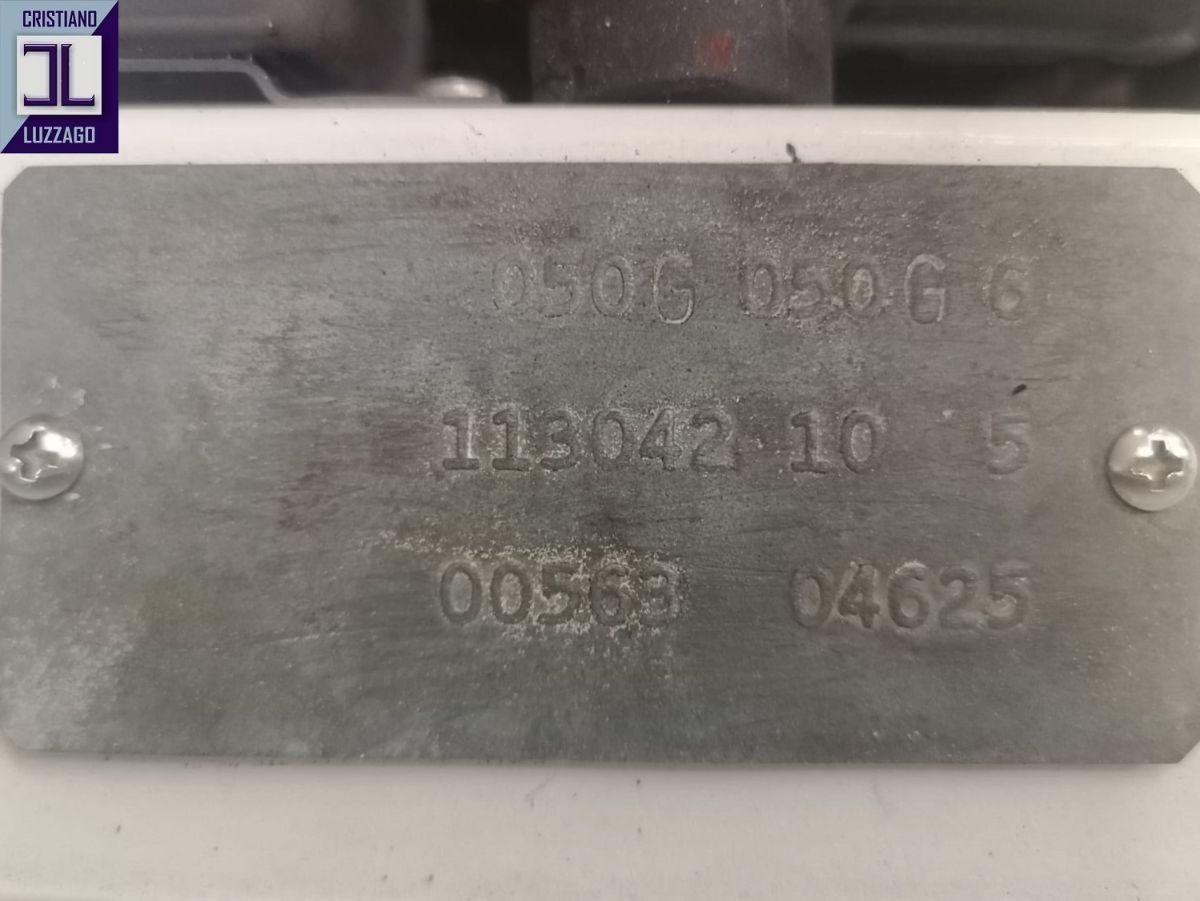 CRISTIANO
CL
LUZZAGO
050G 050G 6
113042 10 5
00563 04625